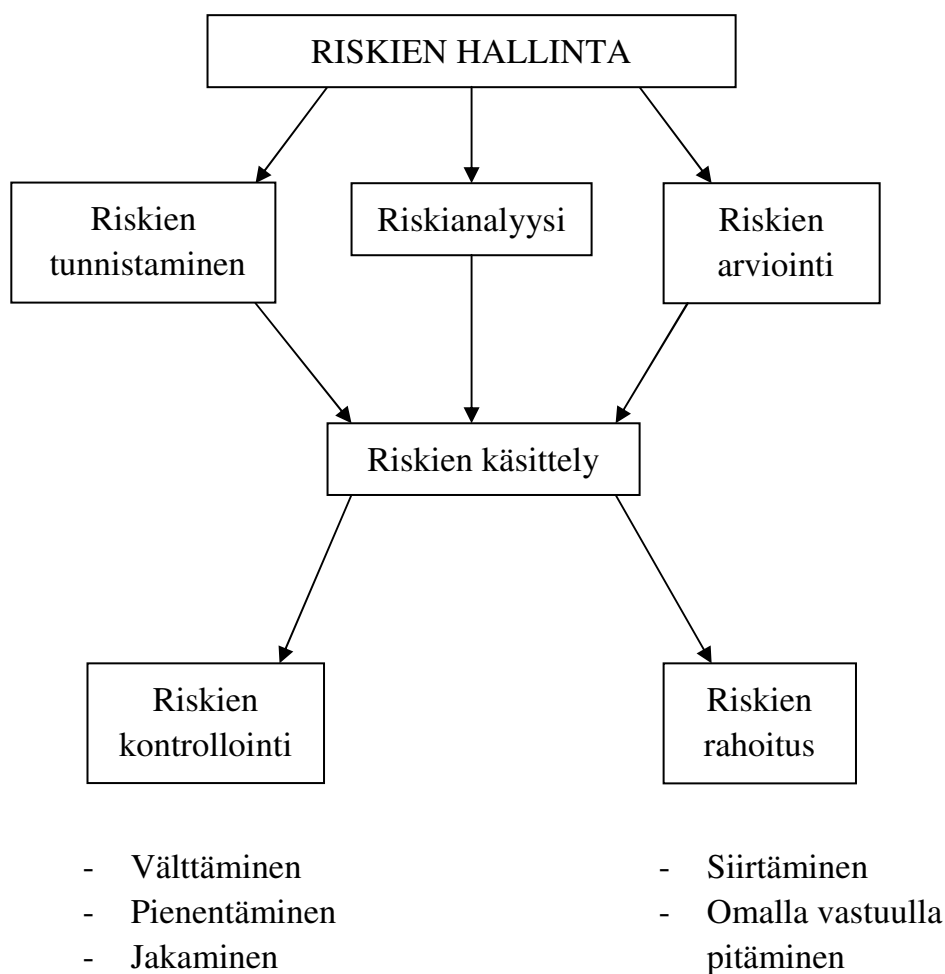 RISKIEN HALLINTA
Riskien
tunnistaminen
Riskianalyysi
Riskien
arviointi
Riskien käsittely
Riskien
kontrollointi
Riskien
rahoitus
- Välttäminen
- Pienentäminen
- Jakaminen
- Siirtäminen
- Omalla vastuulla
pitäminen